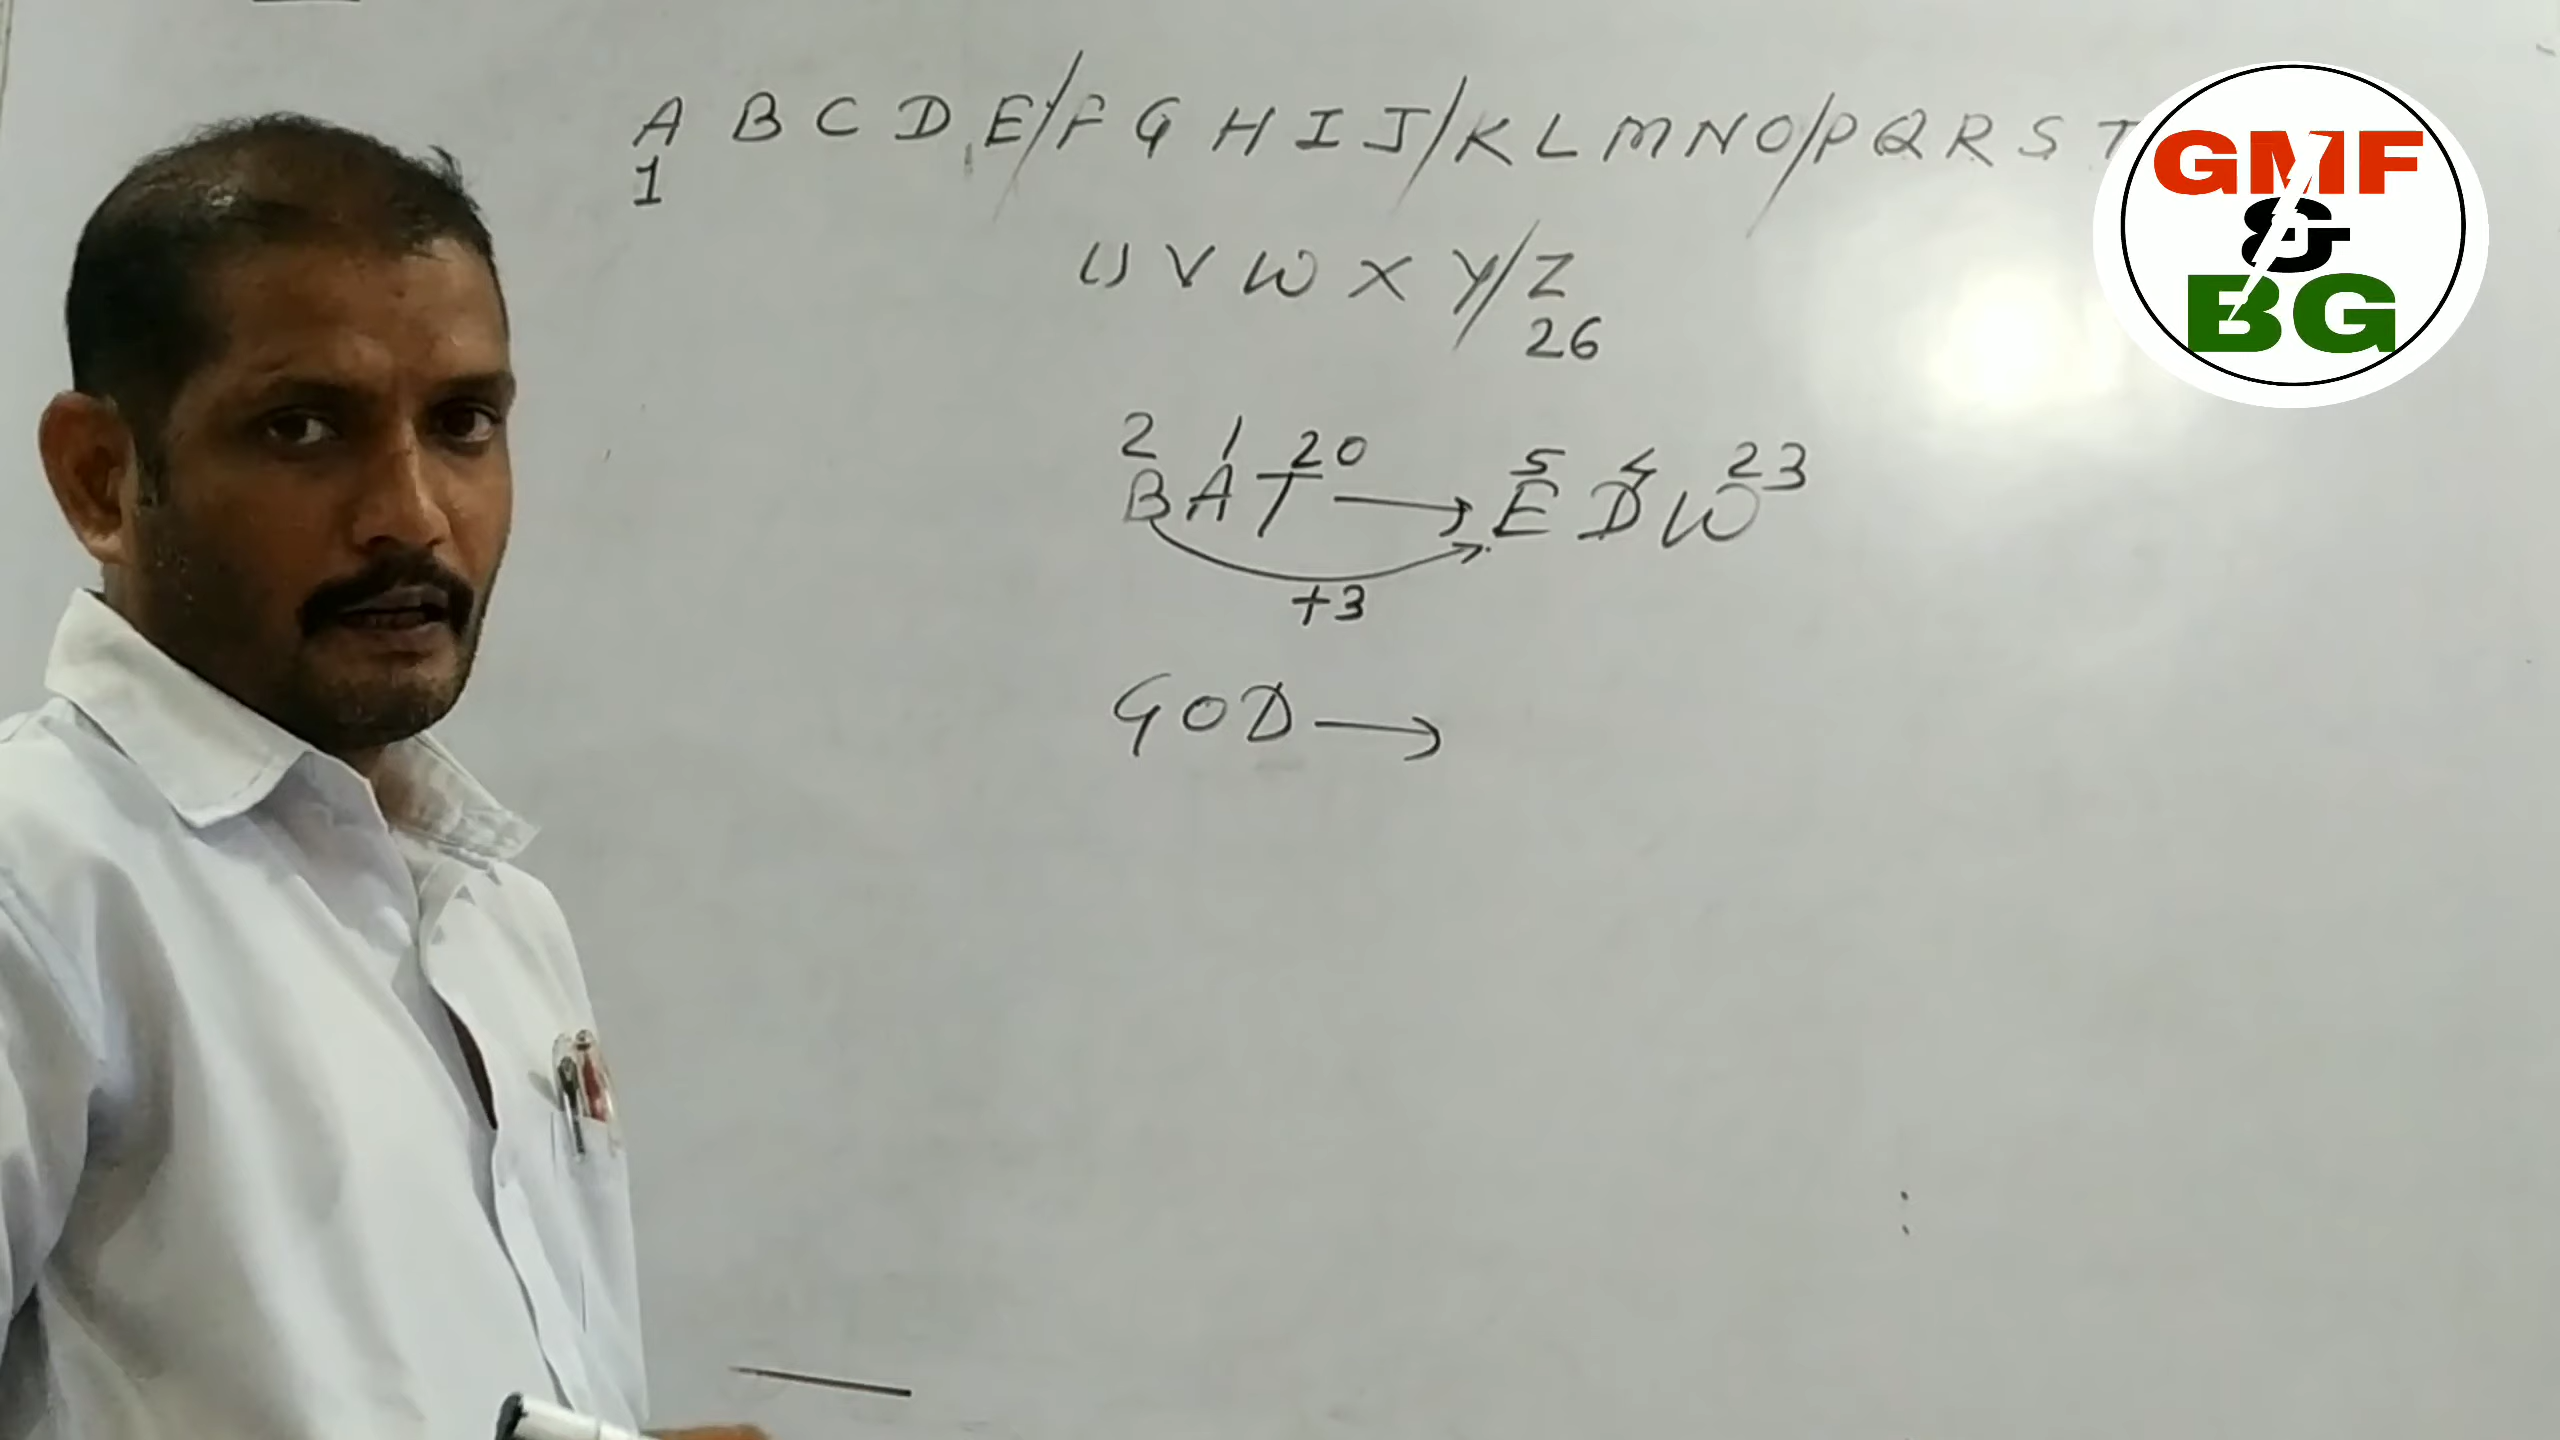 A B C D E/F G H I J/K L M N O/P Q R S T
1
U V W X Y/Z
26
2 1 20 5 4 23
BAT → EDW
+3
GOD →
GMF
&
BG